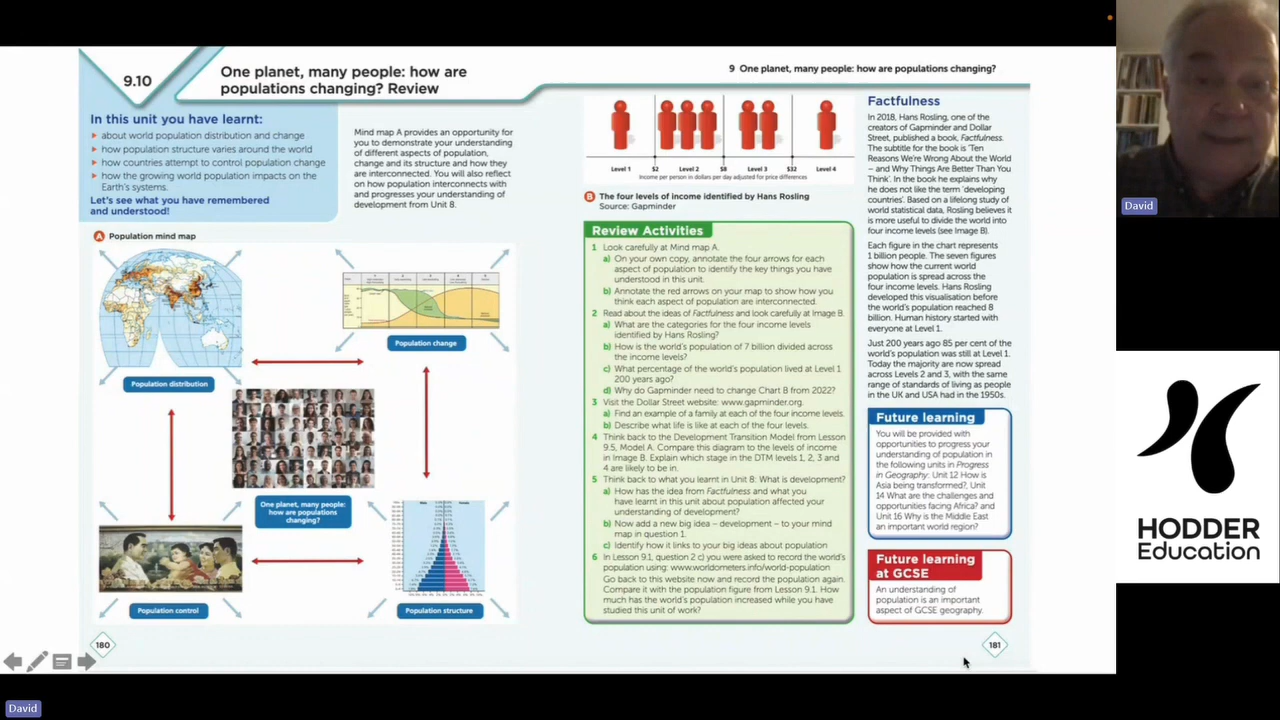 9.10
One planet, many people: how are
populations changing? Review
In this unit you have learnt:
about world population distribution and change
how population structure varies around the world
how countries attempt to control population change
how the growing world population impacts on the
Earth's systems.
Let's see what you have remembered
and understood!
Mind map A provides an opportunity for
you to demonstrate your understanding
of different aspects of population,
change and its structure and how they
are interconnected. You will also reflect
on how population interconnects with
and progresses your understanding of
development from Unit 8.
A Population mind map
Population distribution
Population change
One planet, many people:
how are populations
changing?
Population control
Population structure
180
9 One planet, many people: how are populations changing?
Level 1 $2 Level 2 $8 Level 3 $32 Level 4
Income per person in dollars per day adjusted for price differences
B The four levels of income identified by Hans Rosling
Source: Gapminder
Review Activities
1 Look carefully at Mind map A.
a) On your own copy, annotate the four arrows for each
aspect of population to identify the key things you have
understood in this unit.
b) Annotate the red arrows on your map to show how you
think each aspect of population are interconnected.
2 Read about the ideas of Factfulness and look carefully at Image B.
a) What are the categories for the four income levels
identified by Hans Rosling?
b) How is the world's population of 7 billion divided across
the income levels?
c) What percentage of the world's population lived at Level 1
200 years ago?
d) Why do Gapminder need to change Chart B from 2022?
3 Visit the Dollar Street website: www.gapminder.org.
a) Find an example of a family at each of the four income levels.
b) Describe what life is like at each of the four levels.
4 Think back to the Development Transition Model from Lesson
9.5, Model A. Compare this diagram to the levels of income
in Image B. Explain which stage in the DTM levels 1, 2, 3 and
4 are likely to be in.
5 Think back to what you learnt in Unit 8: What is development?
a) How has the idea from Factfulness and what you
have learnt in this unit about population affected your
understanding of development?
b) Now add a new big idea – development – to your mind
map in question 1.
c) Identify how it links to your big ideas about population
6 In Lesson 9.1, question 2 c) you were asked to record the world's
population using: www.worldometers.info/world-population
Go back to this website now and record the population again.
Compare it with the population figure from Lesson 9.1. How
much has the world's population increased while you have
studied this unit of work?
Factfulness
In 2018, Hans Rosling, one of the
creators of Gapminder and Dollar
Street, published a book, Factfulness.
The subtitle for the book is 'Ten
Reasons We're Wrong About the World
– and Why Things Are Better Than You
Think'. In the book he explains why
he does not like the term 'developing
countries'. Based on a lifelong study of
world statistical data, Rosling believes it
is more useful to divide the world into
four income levels (see Image B).
Each figure in the chart represents
1 billion people. The seven figures
show how the current world
population is spread across the
four income levels. Hans Rosling
developed this visualisation before
the world's population reached 8
billion. Human history started with
everyone at Level 1.
Just 200 years ago 85 per cent of the
world's population was still at Level 1.
Today the majority are now spread
across Levels 2 and 3, with the same
range of standards of living as people
in the UK and USA had in the 1950s.
Future learning
You will be provided with
opportunities to progress your
understanding of population in
the following units in Progress
in Geography: Unit 12 How is
Asia being transformed?, Unit
14 What are the challenges and
opportunities facing Africa? and
Unit 16 Why is the Middle East
an important world region?
Future learning
at GCSE
An understanding of
population is an important
aspect of GCSE geography.
181
David
HODDER
Education
David